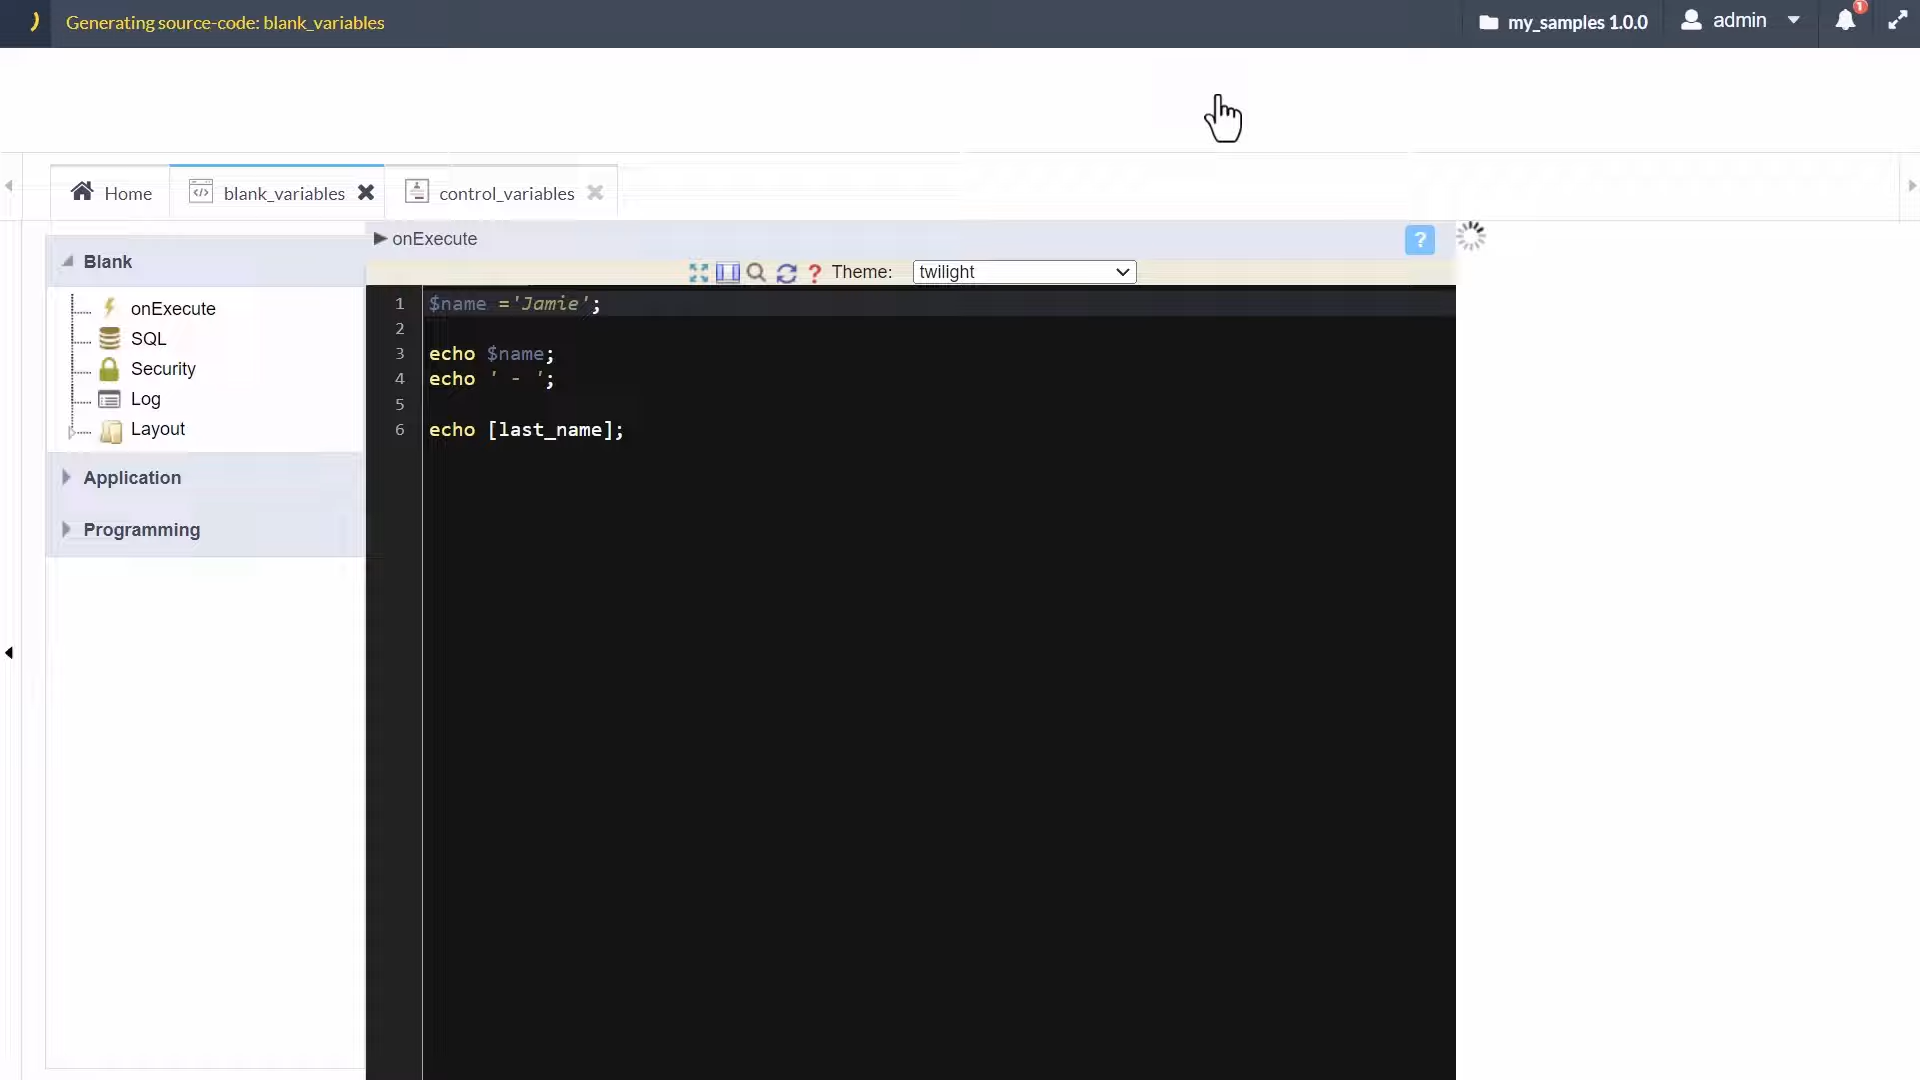 Generating source-code: blank_variables
my_samples 1.0.0
admin
1
Home
blank_variables
control_variables
Blank
onExecute
SQL
Security
Log
Layout
Application
Programming
onExecute
?
? Theme: twilight
1 $name ='Jamie';
2
3 echo $name;
4 echo ' - ';
5
6 echo [last_name];